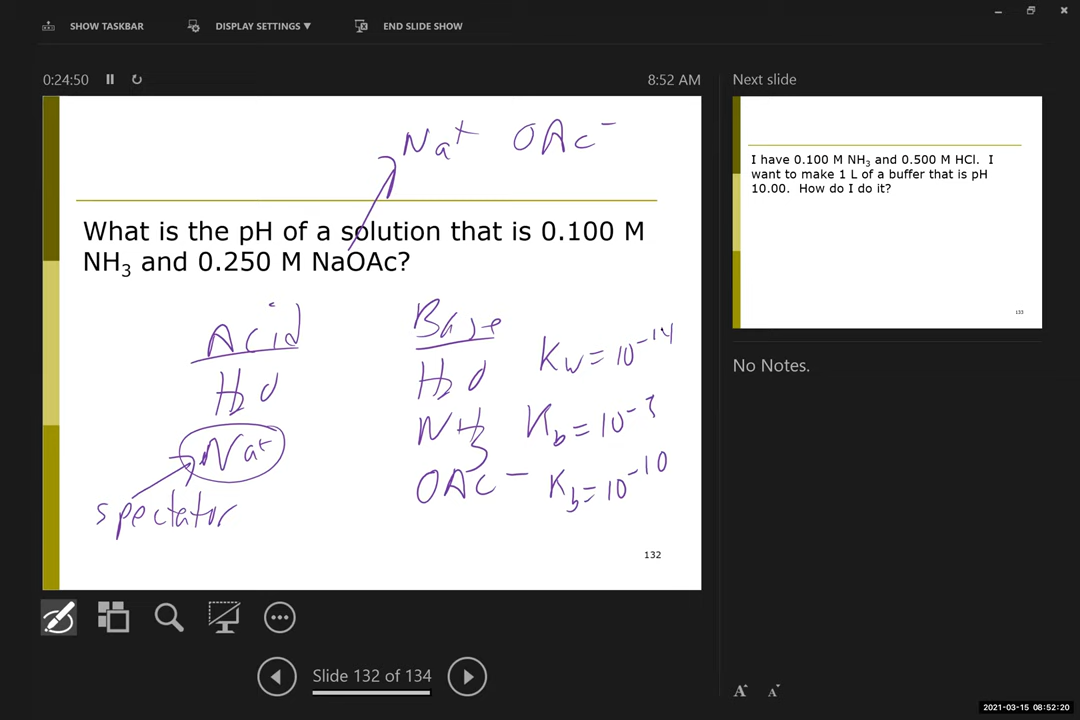 SHOW TASKBAR DISPLAY SETTINGS ▼ END SLIDE SHOW
0:24:50 8:52 AM
Na+ OAc−
What is the pH of a solution that is 0.100 M
NH3 and 0.250 M NaOAc?
Acid
H2O
Na+
spectator
Base
H2O Kw = 10-14
NH3 Kb = 10-3
OAc− Kb = 10-10
132
Slide 132 of 134
Next slide
I have 0.100 M NH3 and 0.500 M HCl. I
want to make 1 L of a buffer that is pH
10.00. How do I do it?
133
No Notes.
A A
2021-03-15 08:52:20